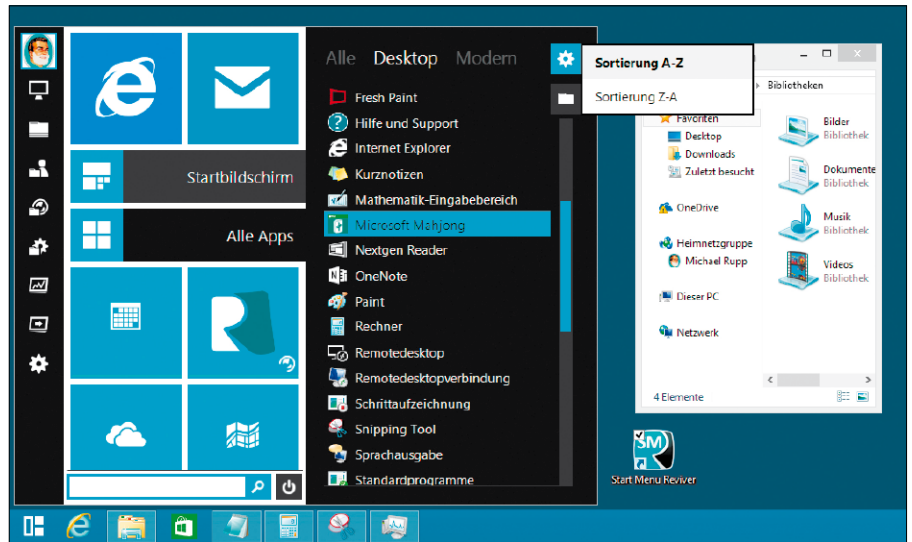 Alle Desktop Modern
Sortierung A-Z
Sortierung Z-A
Startbildschirm
Alle Apps
Fresh Paint
Hilfe und Support
Internet Explorer
Kurznotizen
Mathematik-Eingabebereich
Microsoft Mahjong
Nextgen Reader
OneNote
Paint
Rechner
Remotedesktop
Remotedesktopverbindung
Schrittaufzeichnung
Snipping Tool
Sprachausgabe
Standardprogramme
Bibliotheken
Favoriten
Desktop
Downloads
Zuletzt besucht
OneDrive
Heimnetzgruppe
Michael Rupp
Dieser PC
Netzwerk
Bilder
Bibliothek
Dokumente
Bibliothek
Musik
Bibliothek
Videos
Bibliothek
4 Elemente
SM
Start Menu Reviver